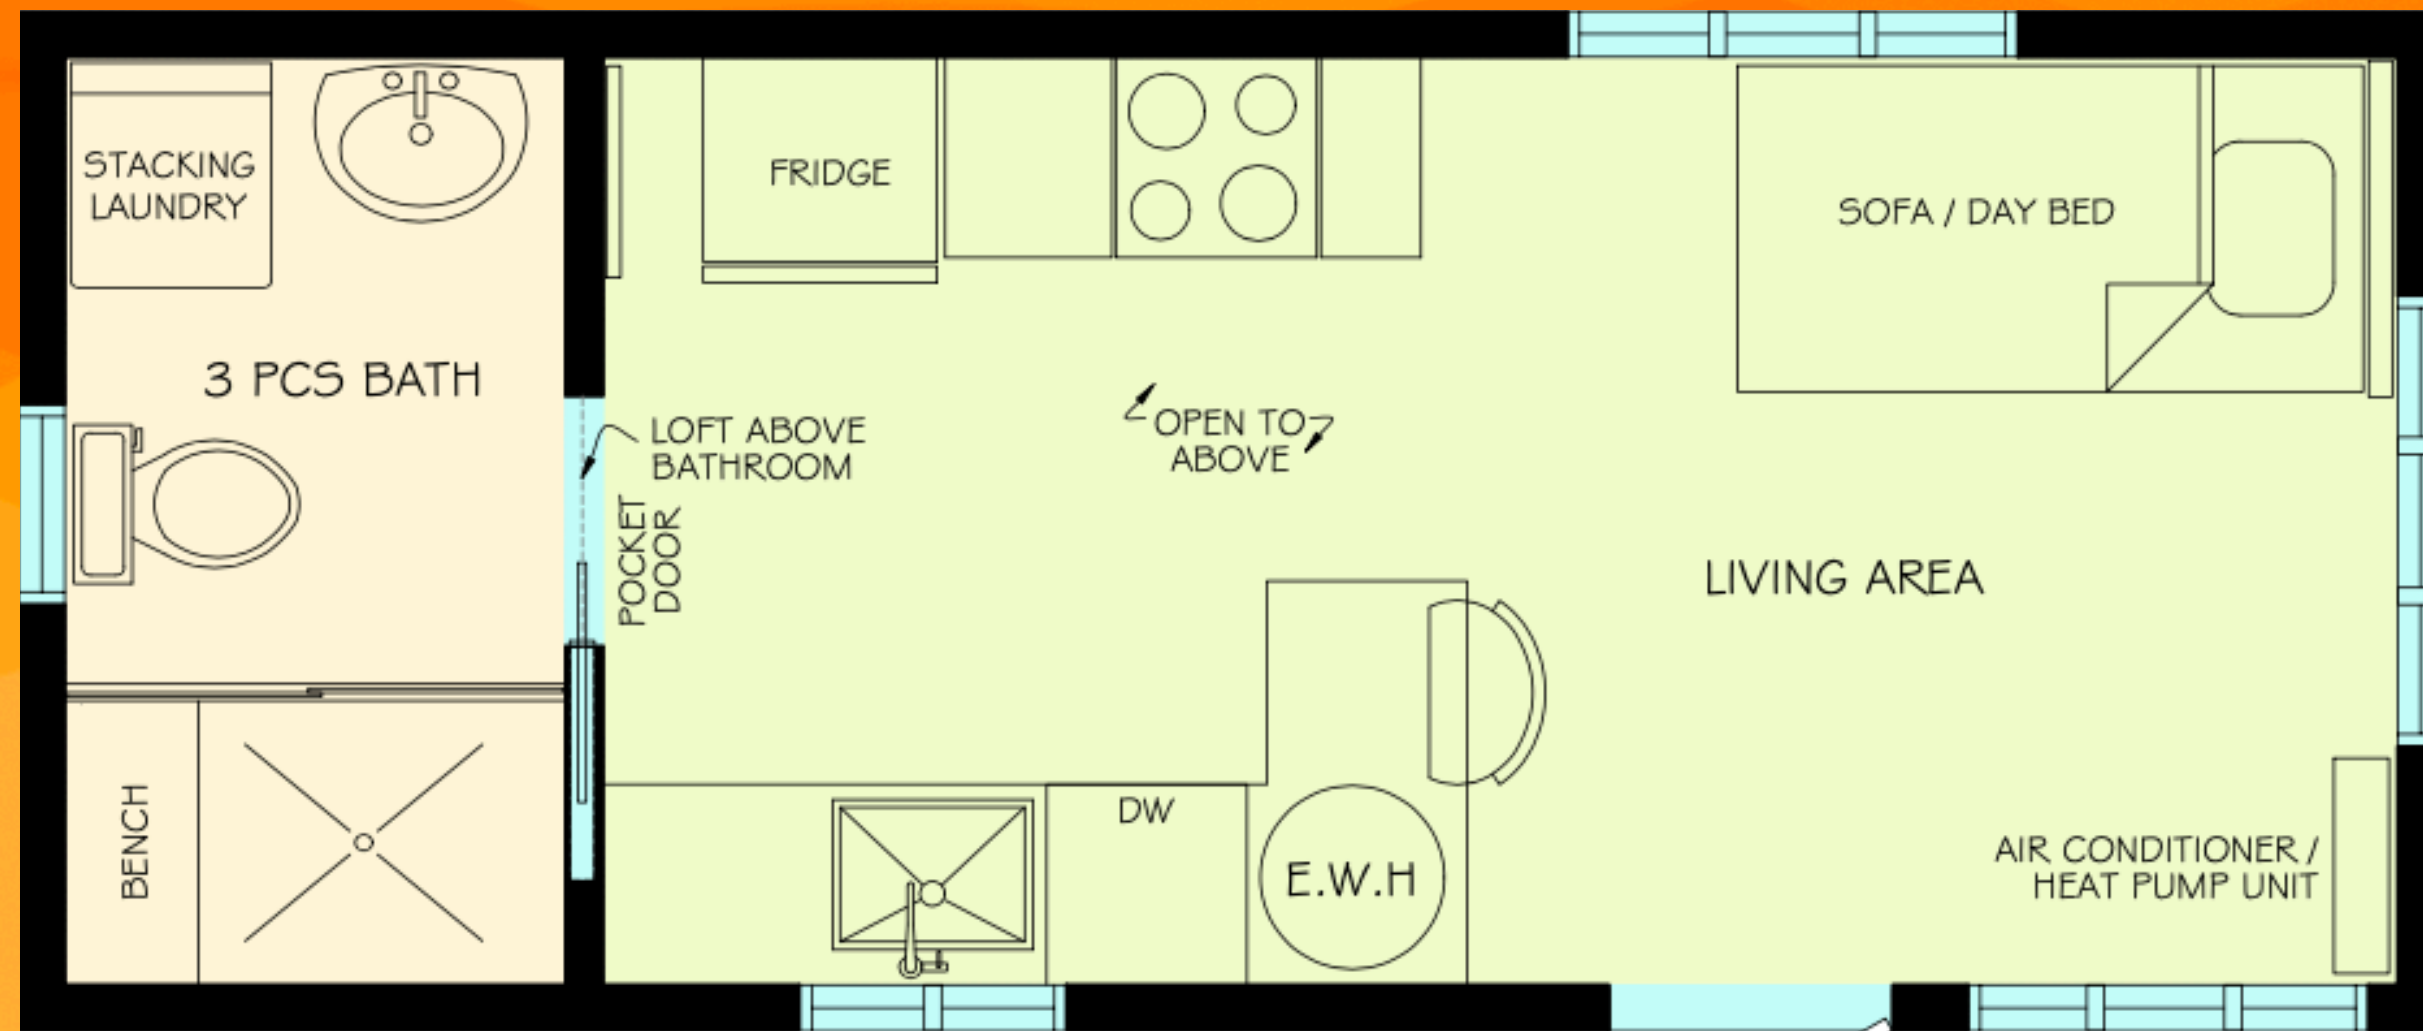 STACKING
LAUNDRY
3 PCS BATH
BENCH
FRIDGE
LOFT ABOVE
BATHROOM
POCKET
DOOR
OPEN TO
ABOVE
SOFA / DAY BED
LIVING AREA
DW
E.W.H
AIR CONDITIONER /
HEAT PUMP UNIT